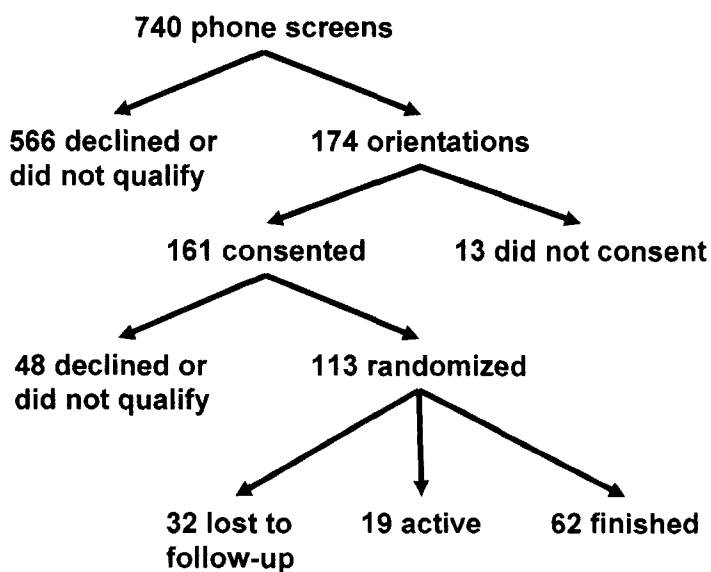 740 phone screens
566 declined or
did not qualify
174 orientations
161 consented
13 did not consent
48 declined or
did not qualify
113 randomized
32 lost to
follow-up
19 active
62 finished